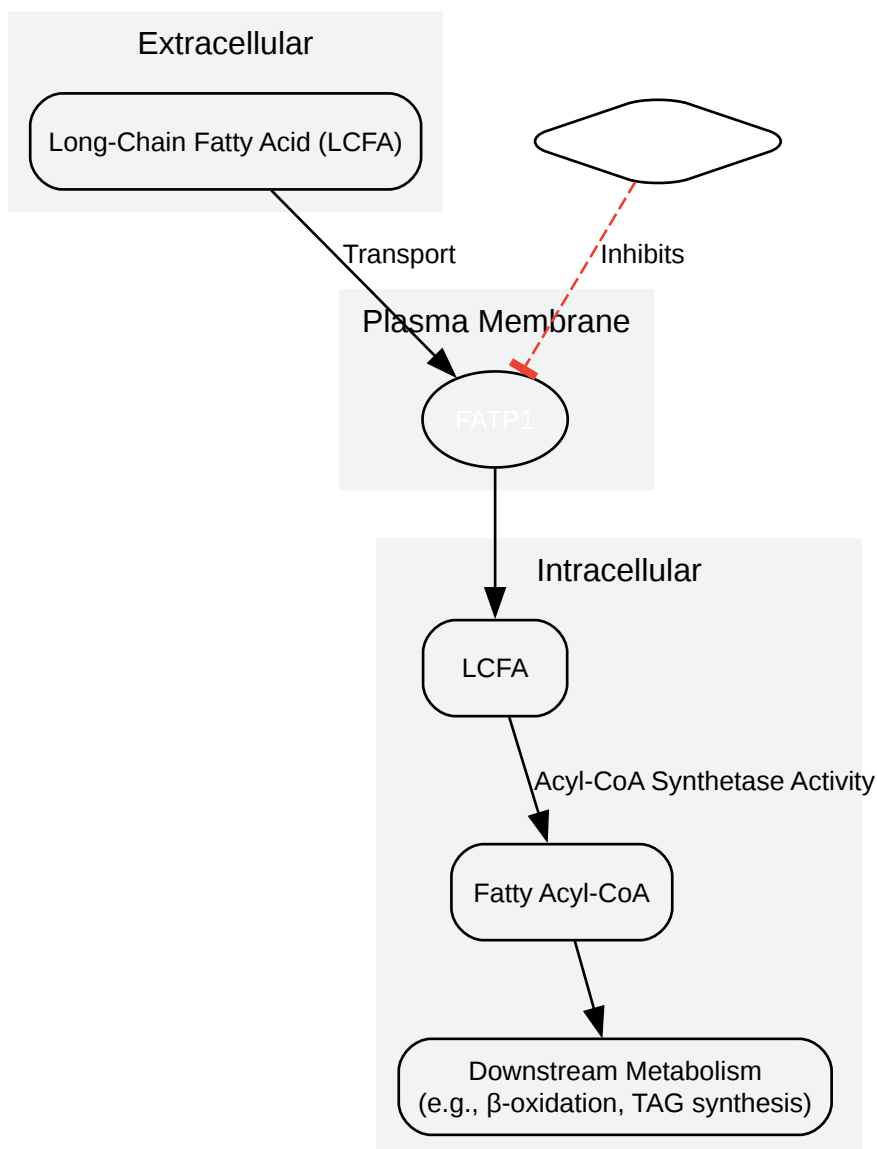 Extracellular
Long-Chain Fatty Acid (LCFA)
Transport
Inhibits
Plasma Membrane
FATP1
Intracellular
LCFA
Acyl-CoA Synthetase Activity
Fatty Acyl-CoA
Downstream Metabolism
(e.g., β-oxidation, TAG synthesis)